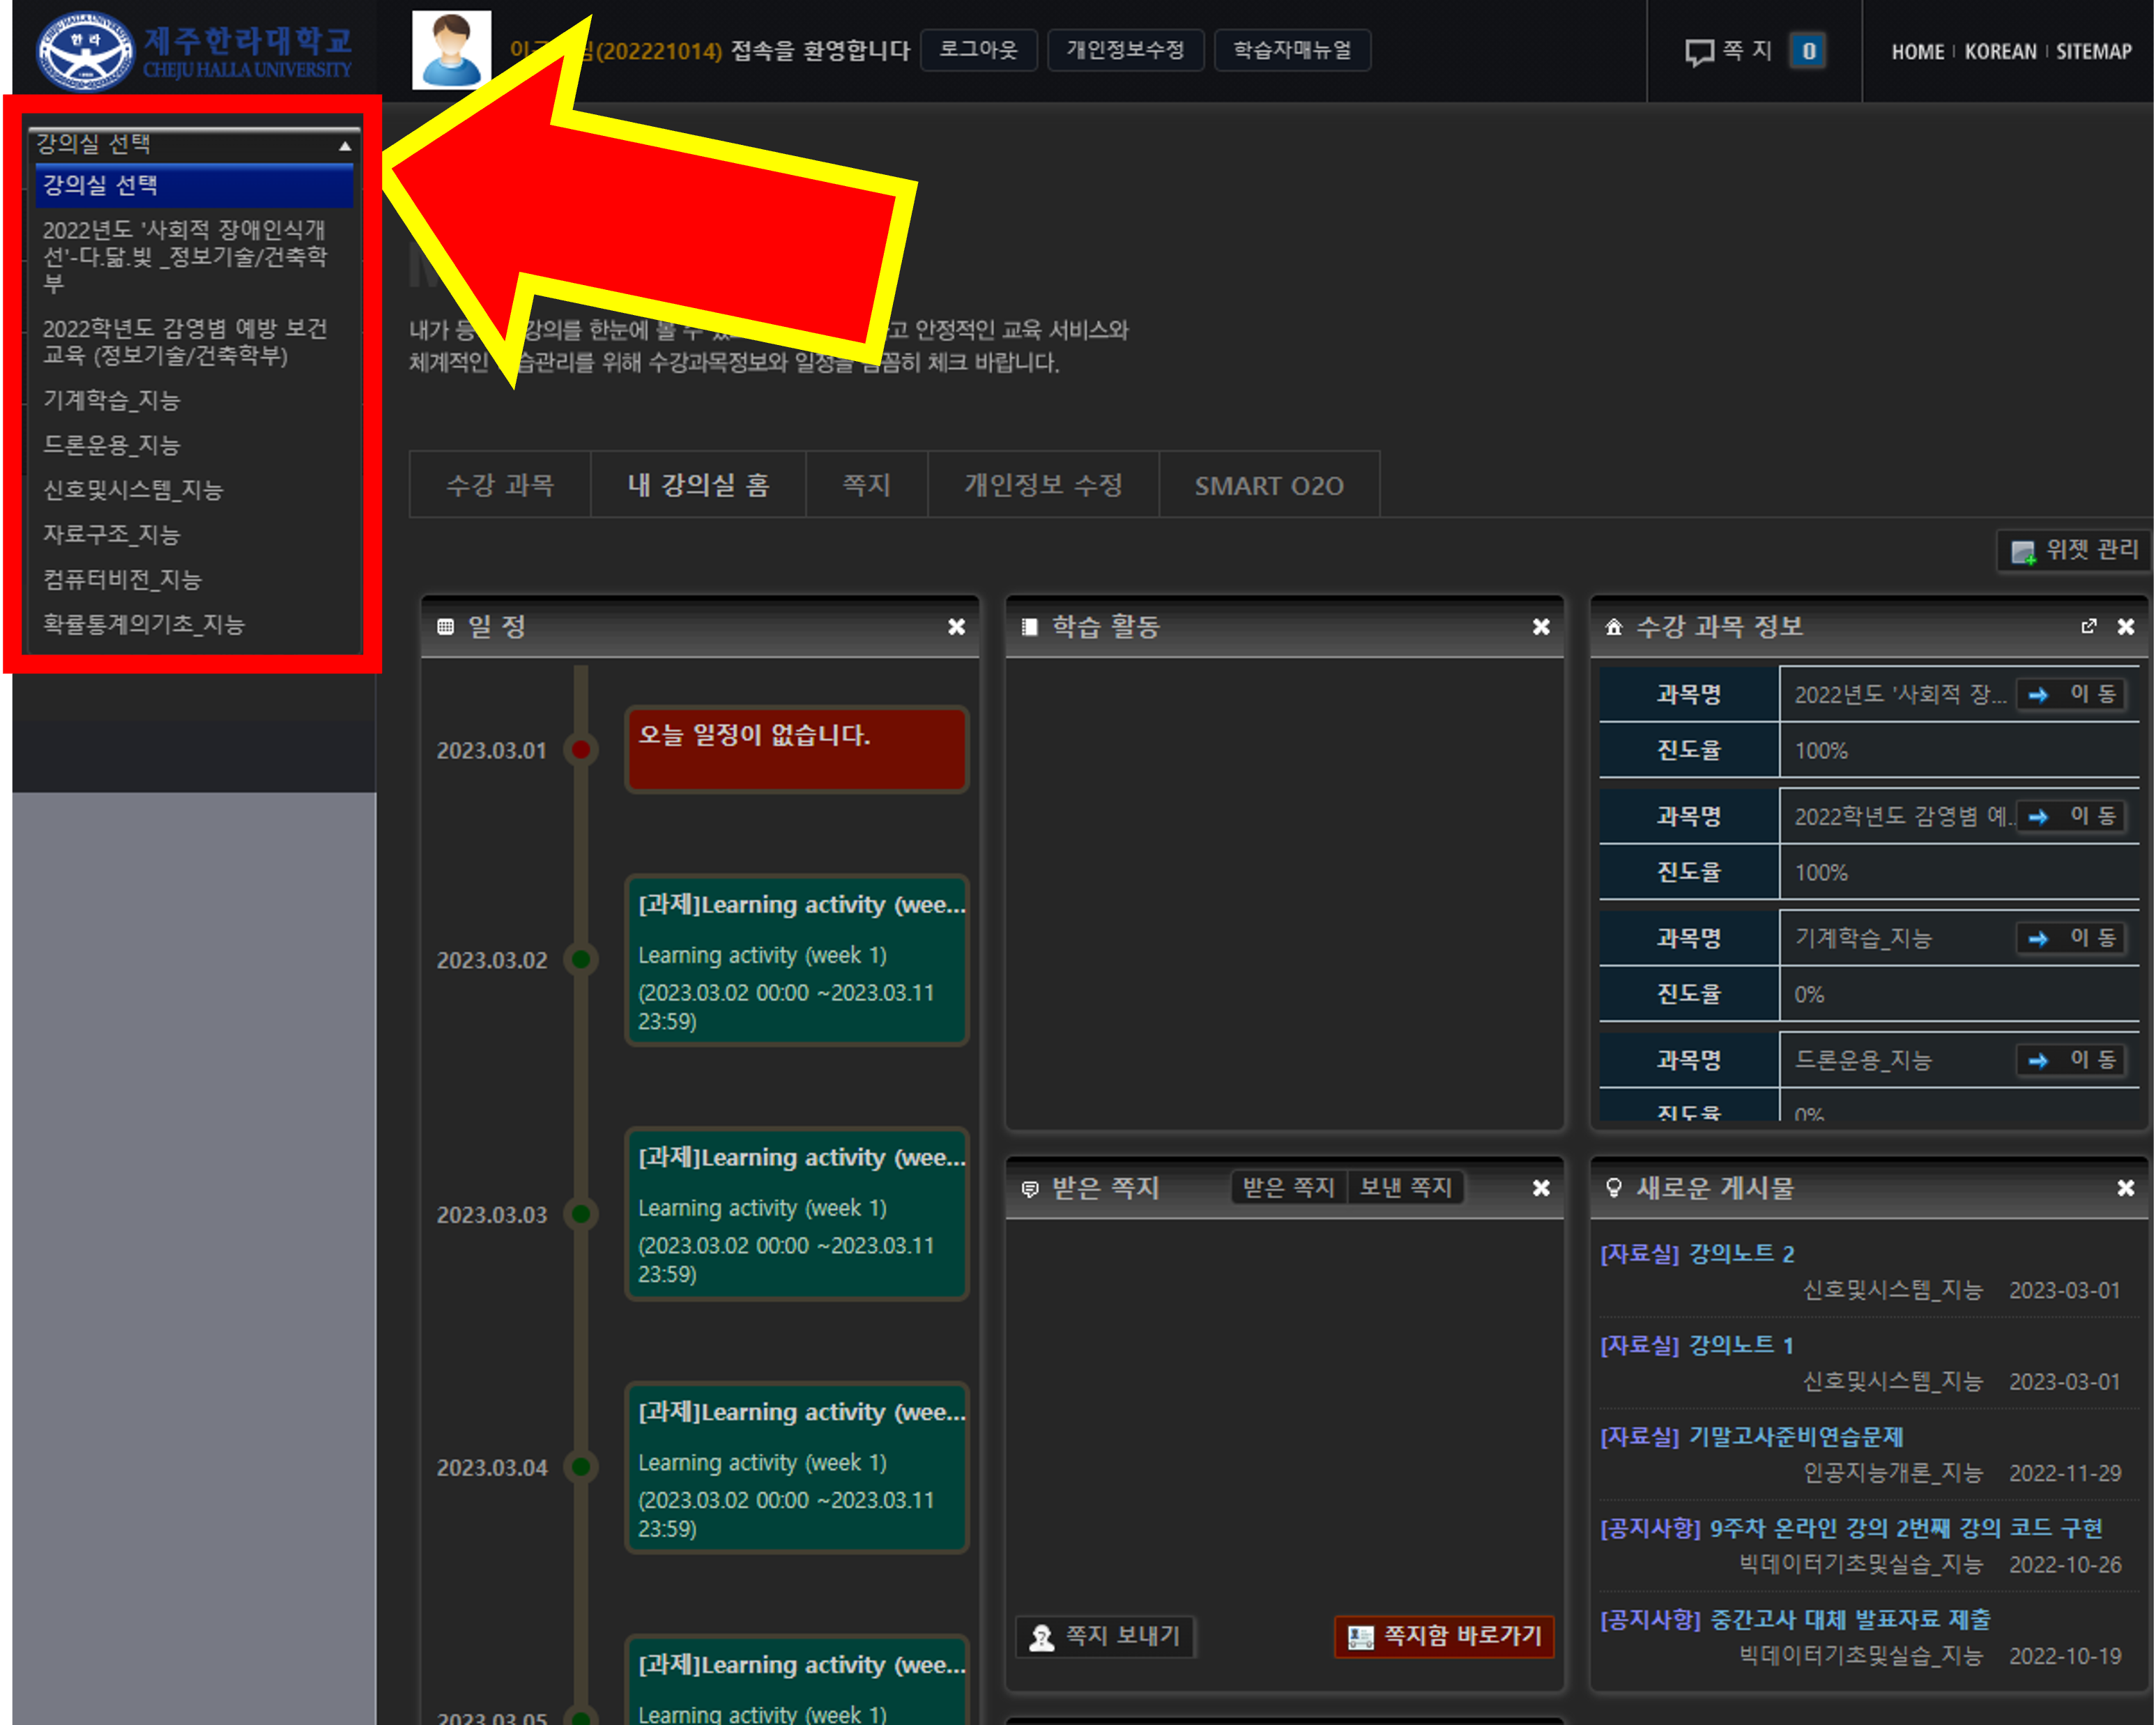 제주한라대학교
CHEJU HALLA UNIVERSITY
(202221014) 접속을 환영합니다
로그아웃
개인정보수정
학습자매뉴얼
쪽 지 0
HOME | KOREAN | SITEMAP
강의실 선택
강의실 선택
2022년도 '사회적 장애인식개
선'-다.닮.빛 _정보기술/건축학
부
2022학년도 감영별 예방 보건
교육 (정보기술/건축학부)
기계학습_지능
드론운용_지능
신호및시스템_지능
자료구조_지능
컴퓨터비전_지능
확률통계의기초_지능
내가 강의를 한눈에 볼 수 안정적인 교육 서비스와
체계적인 위해 수강과목정보와 체크 바랍니다.
수강 과목
내 강의실 홈
쪽지
개인정보 수정
SMART O2O
위젯 관리
일 정
2023.03.01
오늘 일정이 없습니다.
2023.03.02
[과제]Learning activity (wee...
Learning activity (week 1)
(2023.03.02 00:00 ~2023.03.11
23:59)
2023.03.03
[과제]Learning activity (wee...
Learning activity (week 1)
(2023.03.02 00:00 ~2023.03.11
23:59)
2023.03.04
[과제]Learning activity (wee...
Learning activity (week 1)
(2023.03.02 00:00 ~2023.03.11
23:59)
2023.03.05
[과제]Learning activity (wee...
Learning activity (week 1)
학습 활동
수강 과목 정보
과목명 2022년도 '사회적 장... 이 동
진도율 100%
과목명 2022학년도 감영별 예.. 이 동
진도율 100%
과목명 기계학습_지능 이 동
진도율 0%
과목명 드론운용_지능 이 동
진도율 0%
받은 쪽지
받은 쪽지 보낸 쪽지
쪽지 보내기
쪽지함 바로가기
새로운 게시물
[자료실] 강의노트 2
신호및시스템_지능 2023-03-01
[자료실] 강의노트 1
신호및시스템_지능 2023-03-01
[자료실] 기말고사준비연습문제
인공지능개론_지능 2022-11-29
[공지사항] 9주차 온라인 강의 2번째 강의 코드 구현
빅데이터기초및실습_지능 2022-10-26
[공지사항] 중간고사 대체 발표자료 제출
빅데이터기초및실습_지능 2022-10-19